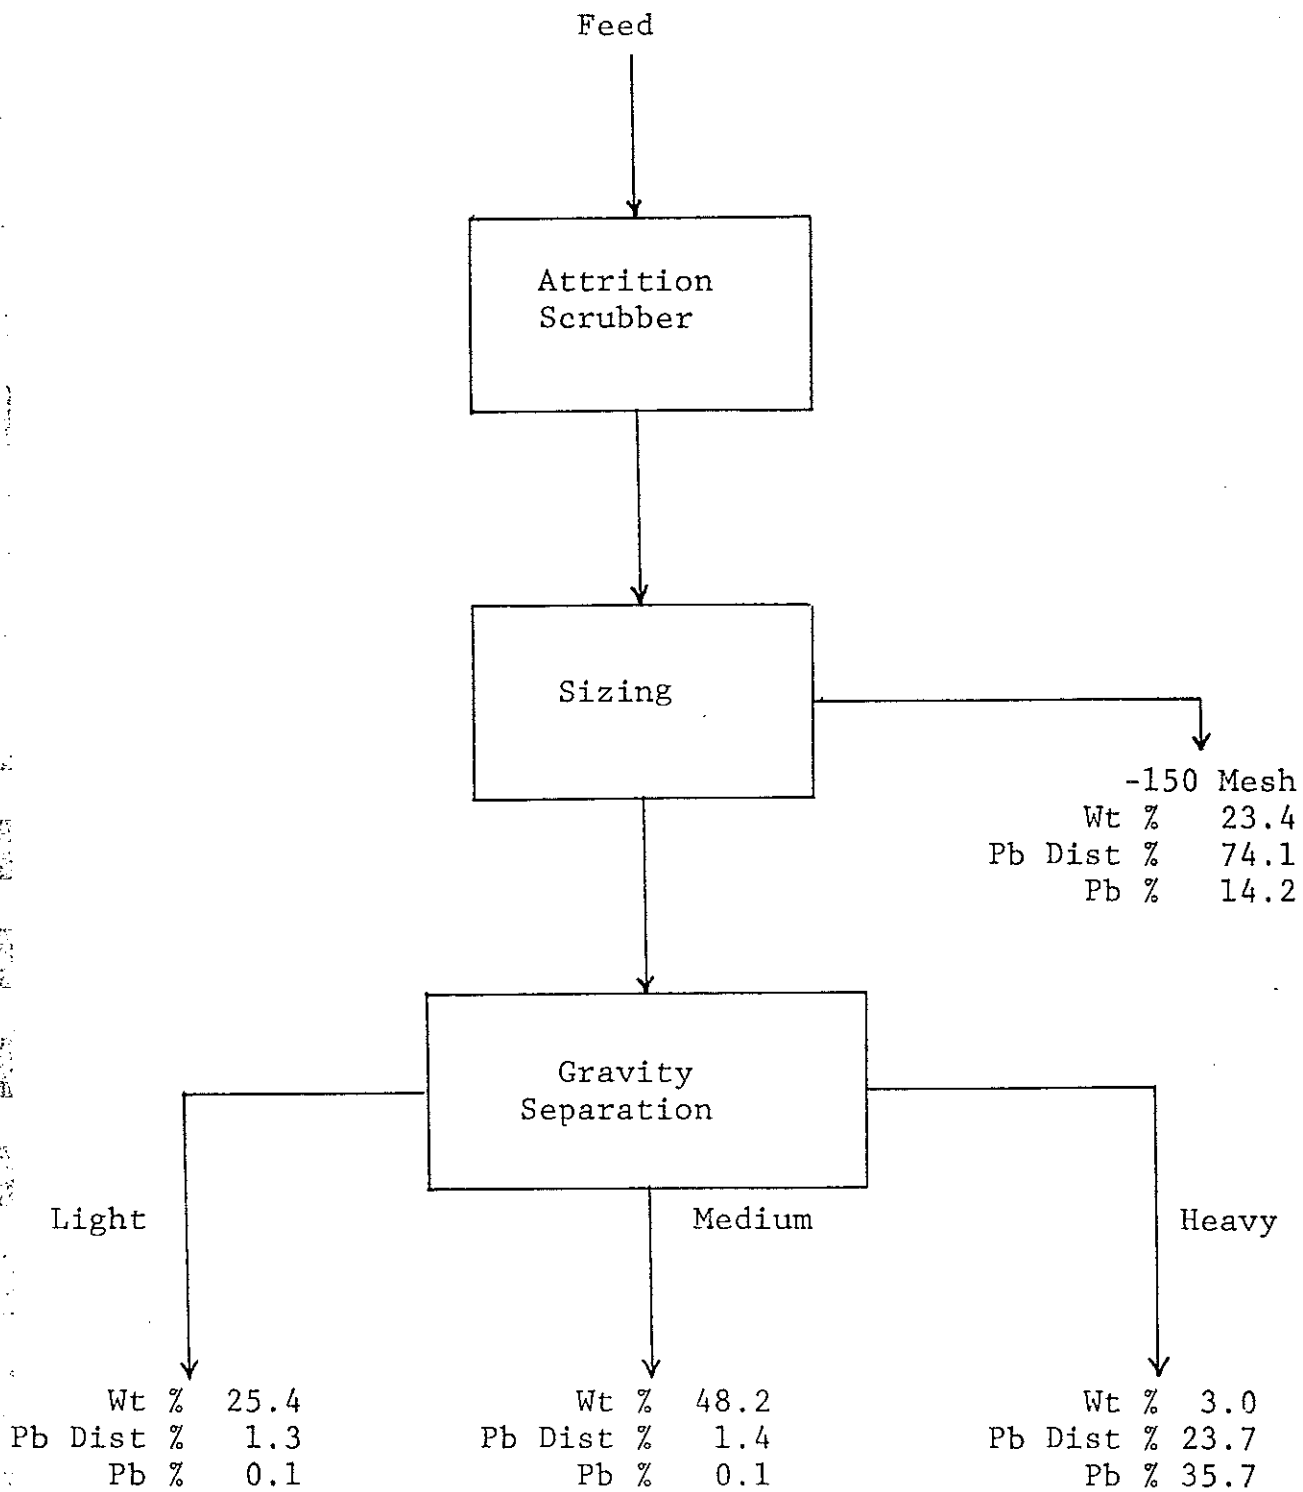 Feed
Attrition
Scrubber
Sizing
-150 Mesh
Wt % 23.4
Pb Dist % 74.1
Pb % 14.2
Gravity
Separation
Light
Medium
Heavy
Wt % 25.4
Pb Dist % 1.3
Pb % 0.1
Wt % 48.2
Pb Dist % 1.4
Pb % 0.1
Wt % 3.0
Pb Dist % 23.7
Pb % 35.7